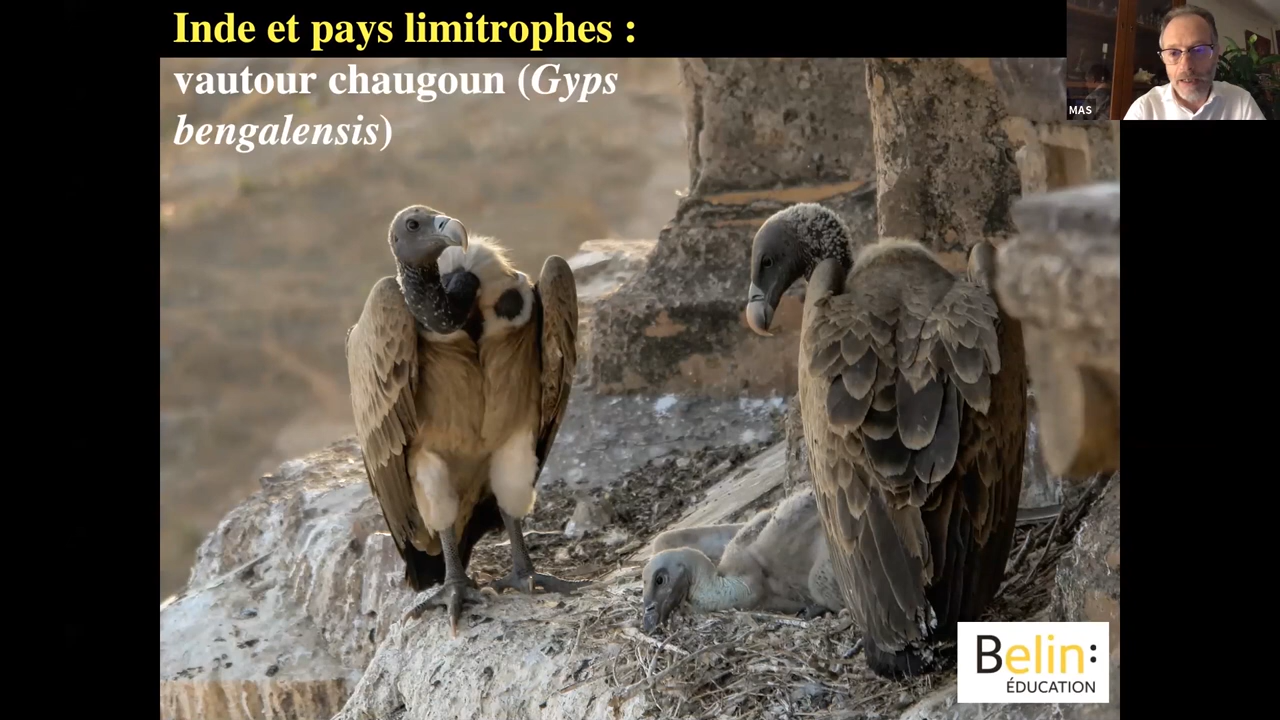 Inde et pays limitrophes :
vautour chaugoun (Gyps
bengalensis)
MAS
Belin:
ÉDUCATION